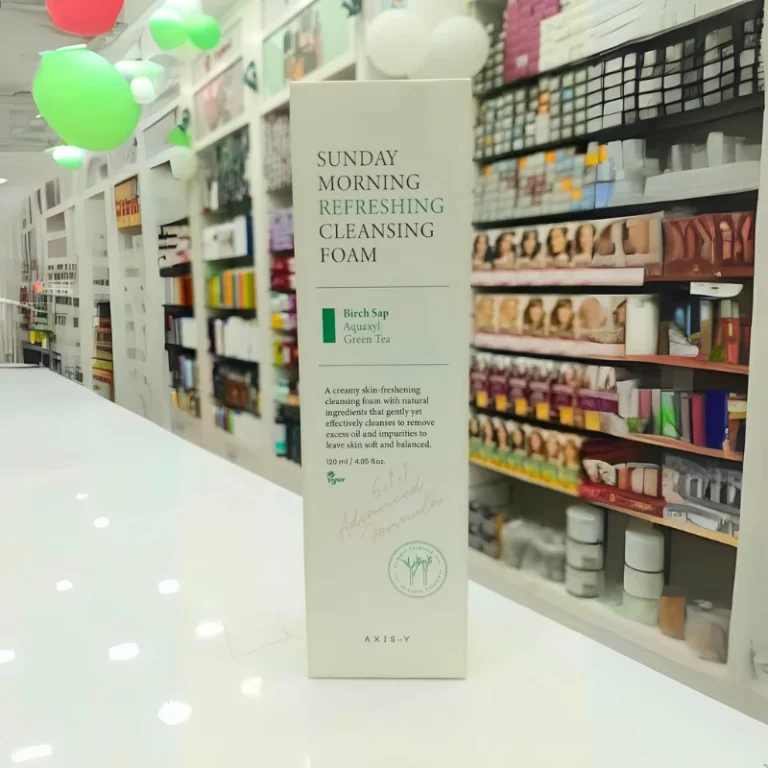 SUNDAY
MORNING
REFRESHING
CLEANSING
FOAM
Birch Sap
Aquaxyl
Green Tea
A creamy skin-freshening
cleansing foam with natural
ingredients that gently yet
effectively cleanses to remove
excess oil and impurities to
leave skin soft and balanced.
120 ml / 4.05 fl.oz.
Vegan
6+1+1
Advanced
Formula
AXIS-Y